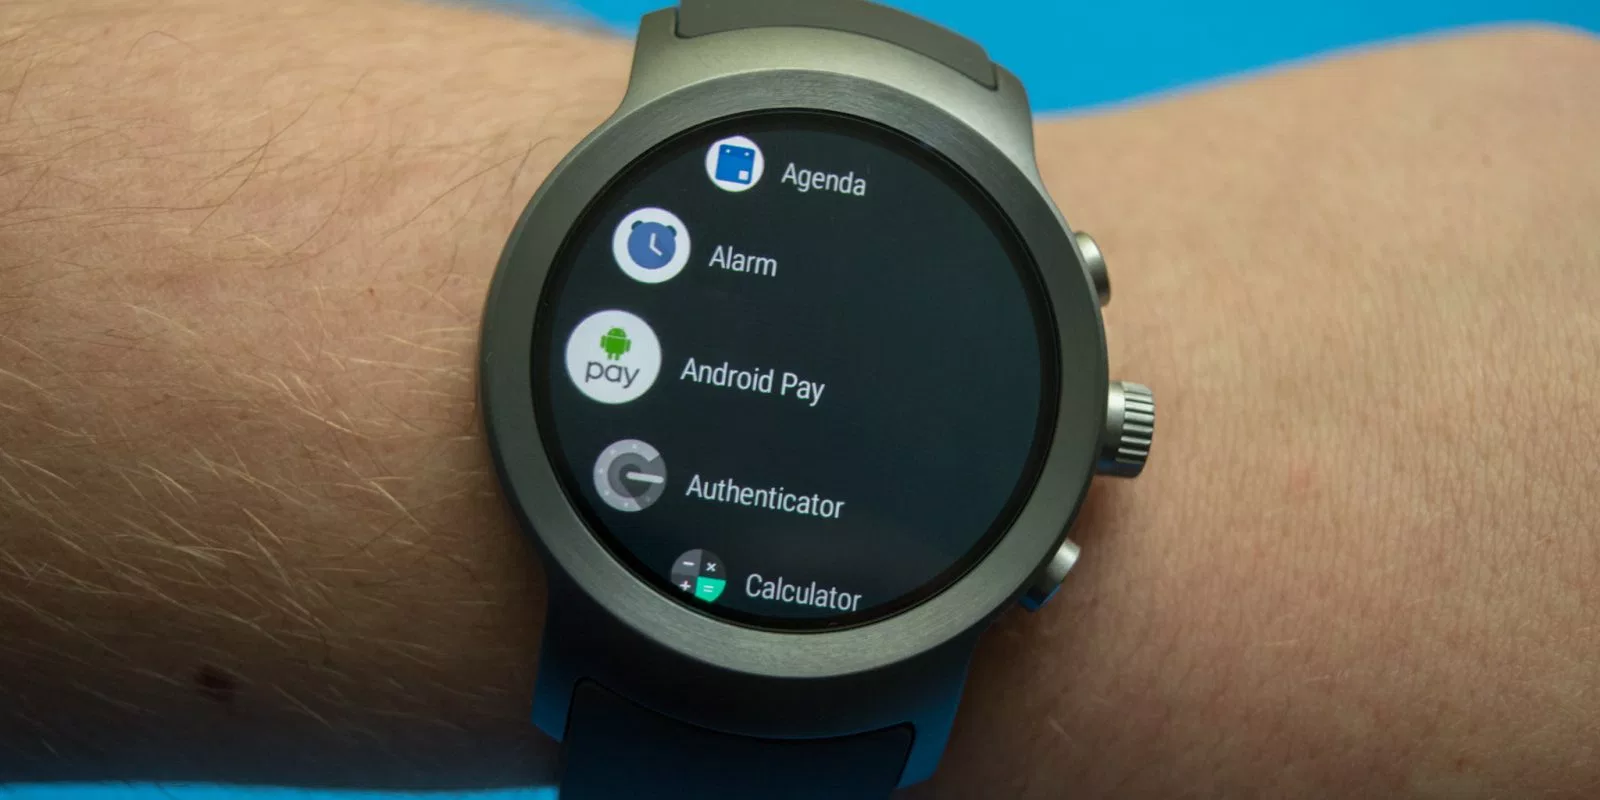 Agenda
Alarm
pay
Android Pay
Authenticator
− ×
+ =
Calculator